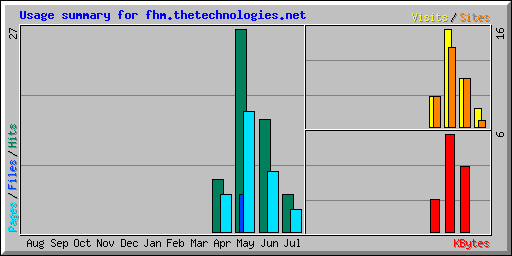 Usage summary for fhm.thetechnologies.net
Visits/Sites
27
16
6
Pages/Files/Hits
Aug Sep Oct Nov Dec Jan Feb Mar Apr May Jun Jul
KBytes